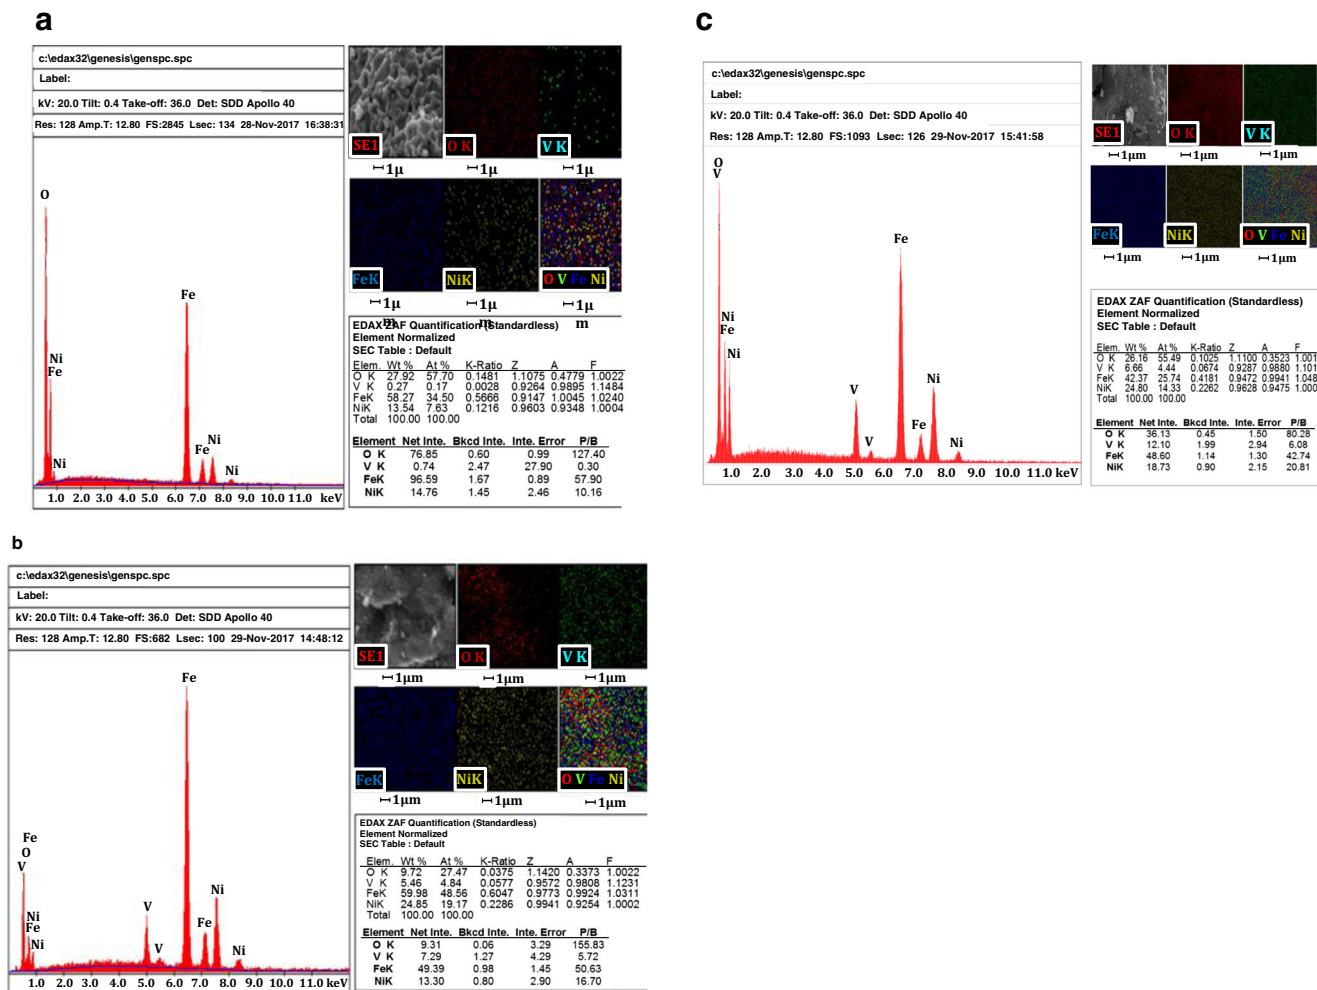 a
c:\edax32\genesis\genspc.spc
Label:
kV: 20.0 Tilt: 0.4 Take-off: 36.0 Det: SDD Apollo 40
Res: 128 Amp.T: 12.80 FS:2845 Lsec: 134 28-Nov-2017 16:38:31
O
Ni
Fe
Ni
Fe
Fe
Ni
Ni
1.0 2.0 3.0 4.0 5.0 6.0 7.0 8.0 9.0 10.0 11.0 keV
SE1 O K V K
1µ 1µ 1µ
FeK NiK O V Fe Ni
1µ 1µ 1µ
m m m
EDAX ZAF Quantification (Standardless)
Element Normalized
SEC Table : Default
Elem. Wt % At % K-Ratio Z A F
O K 27.92 57.70 0.1481 1.1075 0.4779 1.0022
V K 0.27 0.17 0.0028 0.9264 0.9895 1.1484
FeK 58.27 34.50 0.5666 0.9147 1.0045 1.0240
NiK 13.54 7.63 0.1216 0.9603 0.9348 1.0004
Total 100.00 100.00
Element Net Inte. Bkcd Inte. Inte. Error P/B
O K 76.85 0.60 0.99 127.40
V K 0.74 2.47 27.90 0.30
FeK 96.59 1.67 0.89 57.90
NiK 14.76 1.45 2.46 10.16
b
c:\edax32\genesis\genspc.spc
Label:
kV: 20.0 Tilt: 0.4 Take-off: 36.0 Det: SDD Apollo 40
Res: 128 Amp.T: 12.80 FS:682 Lsec: 100 29-Nov-2017 14:48:12
Fe
O
V
Ni
Fe
Ni
V
V
Fe
Fe
Ni
Ni
1.0 2.0 3.0 4.0 5.0 6.0 7.0 8.0 9.0 10.0 11.0 keV
SE1 O K V K
1µm 1µm 1µm
FeK NiK O V Fe Ni
1µm 1µm 1µm
EDAX ZAF Quantification (Standardless)
Element Normalized
SEC Table : Default
Elem. Wt % At % K-Ratio Z A F
O K 9.72 27.47 0.0375 1.1420 0.3373 1.0022
V K 5.46 4.84 0.0577 0.9572 0.9808 1.1231
FeK 59.98 48.56 0.6047 0.9773 0.9924 1.0311
NiK 24.85 19.17 0.2286 0.9941 0.9254 1.0002
Total 100.00 100.00
Element Net Inte. Bkcd Inte. Inte. Error P/B
O K 9.31 0.06 3.29 155.83
V K 7.29 1.27 4.29 5.72
FeK 49.39 0.98 1.45 50.63
NiK 13.30 0.80 2.90 16.70
c
c:\edax32\genesis\genspc.spc
Label:
kV: 20.0 Tilt: 0.4 Take-off: 36.0 Det: SDD Apollo 40
Res: 128 Amp.T: 12.80 FS:1093 Lsec: 126 29-Nov-2017 15:41:58
O
V
Ni
Fe
Ni
V
V
Fe
Fe
Ni
Ni
1.0 2.0 3.0 4.0 5.0 6.0 7.0 8.0 9.0 10.0 11.0 keV
SE1 O K V K
1µm 1µm 1µm
FeK NiK O V Fe Ni
1µm 1µm 1µm
EDAX ZAF Quantification (Standardless)
Element Normalized
SEC Table : Default
Elem. Wt % At % K-Ratio Z A F
O K 26.16 55.49 0.1025 1.1100 0.3523 1.001
V K 6.66 4.44 0.0674 0.9287 0.9880 1.101
FeK 42.37 25.74 0.4181 0.9472 0.9941 1.048
NiK 24.80 14.33 0.2262 0.9628 0.9475 1.000
Total 100.00 100.00
Element Net Inte. Bkcd Inte. Inte. Error P/B
O K 36.13 0.45 1.50 80.28
V K 12.10 1.99 2.94 6.08
FeK 48.60 1.14 1.30 42.74
NiK 18.73 0.90 2.15 20.81